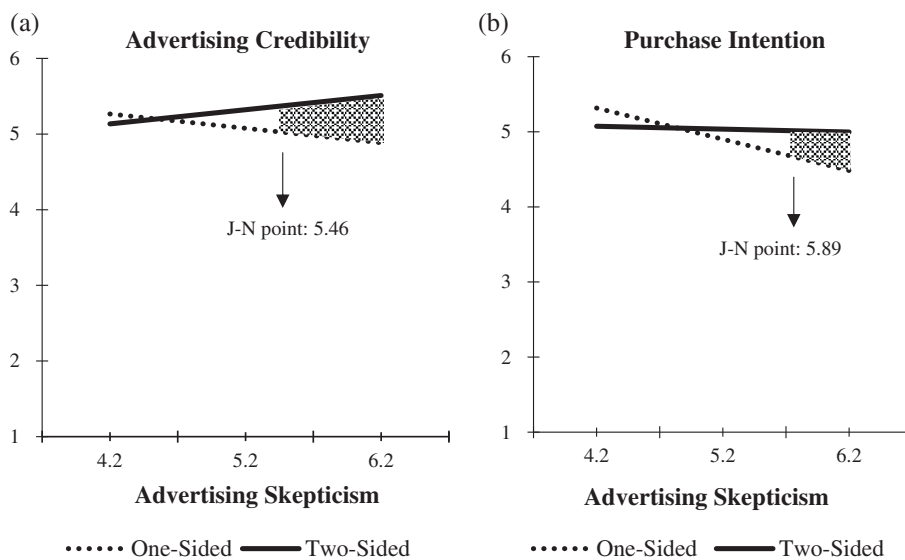 (a)
Advertising Credibility
6
5
4
3
2
1
J-N point: 5.46
4.2 5.2 6.2
Advertising Skepticism
One-Sided Two-Sided
(b)
Purchase Intention
6
5
4
3
2
1
J-N point: 5.89
4.2 5.2 6.2
Advertising Skepticism
One-Sided Two-Sided